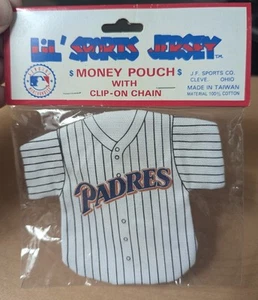 LIL' SPORTS JERSEY
$ MONEY POUCH $
WITH
CLIP-ON CHAIN
J.F. SPORTS CO.
CLEVE. OHIO
MADE IN TAIWAN
MATERIAL 100% COTTON
PADRES